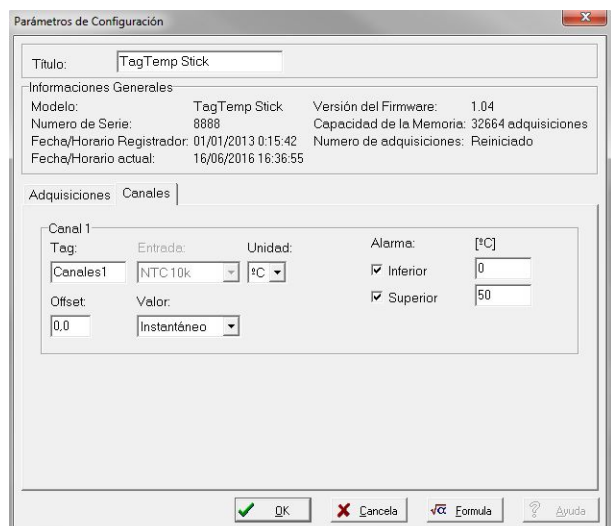 Parámetros de Configuración
Título: TagTemp Stick
Informaciones Generales
Modelo: TagTemp Stick Versión del Firmware: 1.04
Numero de Serie: 8888 Capacidad de la Memoria: 32664 adquisiciones
Fecha/Horario Registrador: 01/01/2013 0:15:42 Numero de adquisiciones: Reiniciado
Fecha/Horario actual: 16/06/2016 16:36:55
Adquisiciones Canales
Canal 1
Tag: Entrada: Unidad: Alarma: [ºC]
Canales1 NTC 10k ºC Inferior 0
Superior 50
Offset: Valor:
0,0 Instantáneo
OK Cancela √α Formula ? Ayuda